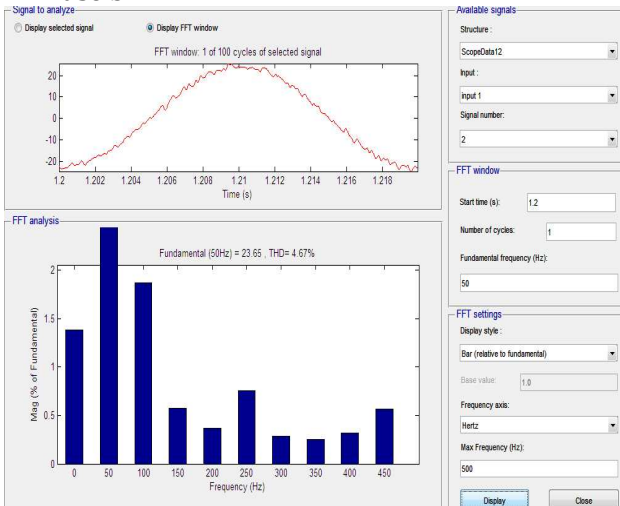 Signal to analyze
Display selected signal
Display FFT window
FFT window: 1 of 100 cycles of selected signal
20
10
0
-10
-20
1.2 1.202 1.204 1.206 1.208 1.21 1.212 1.214 1.216 1.218
Time (s)
FFT analysis
Fundamental (50Hz) = 23.65 , THD= 4.67%
2
1.5
1
0.5
0
Mag (% of Fundamental)
0 50 100 150 200 250 300 350 400 450
Frequency (Hz)
Available signals
Structure :
ScopeData12
Input :
input 1
Signal number:
2
FFT window
Start time (s): 1.2
Number of cycles: 1
Fundamental frequency (Hz):
50
FFT settings
Display style :
Bar (relative to fundamental)
Base value: 1.0
Frequency axis:
Hertz
Max Frequency (Hz):
500
Display
Close